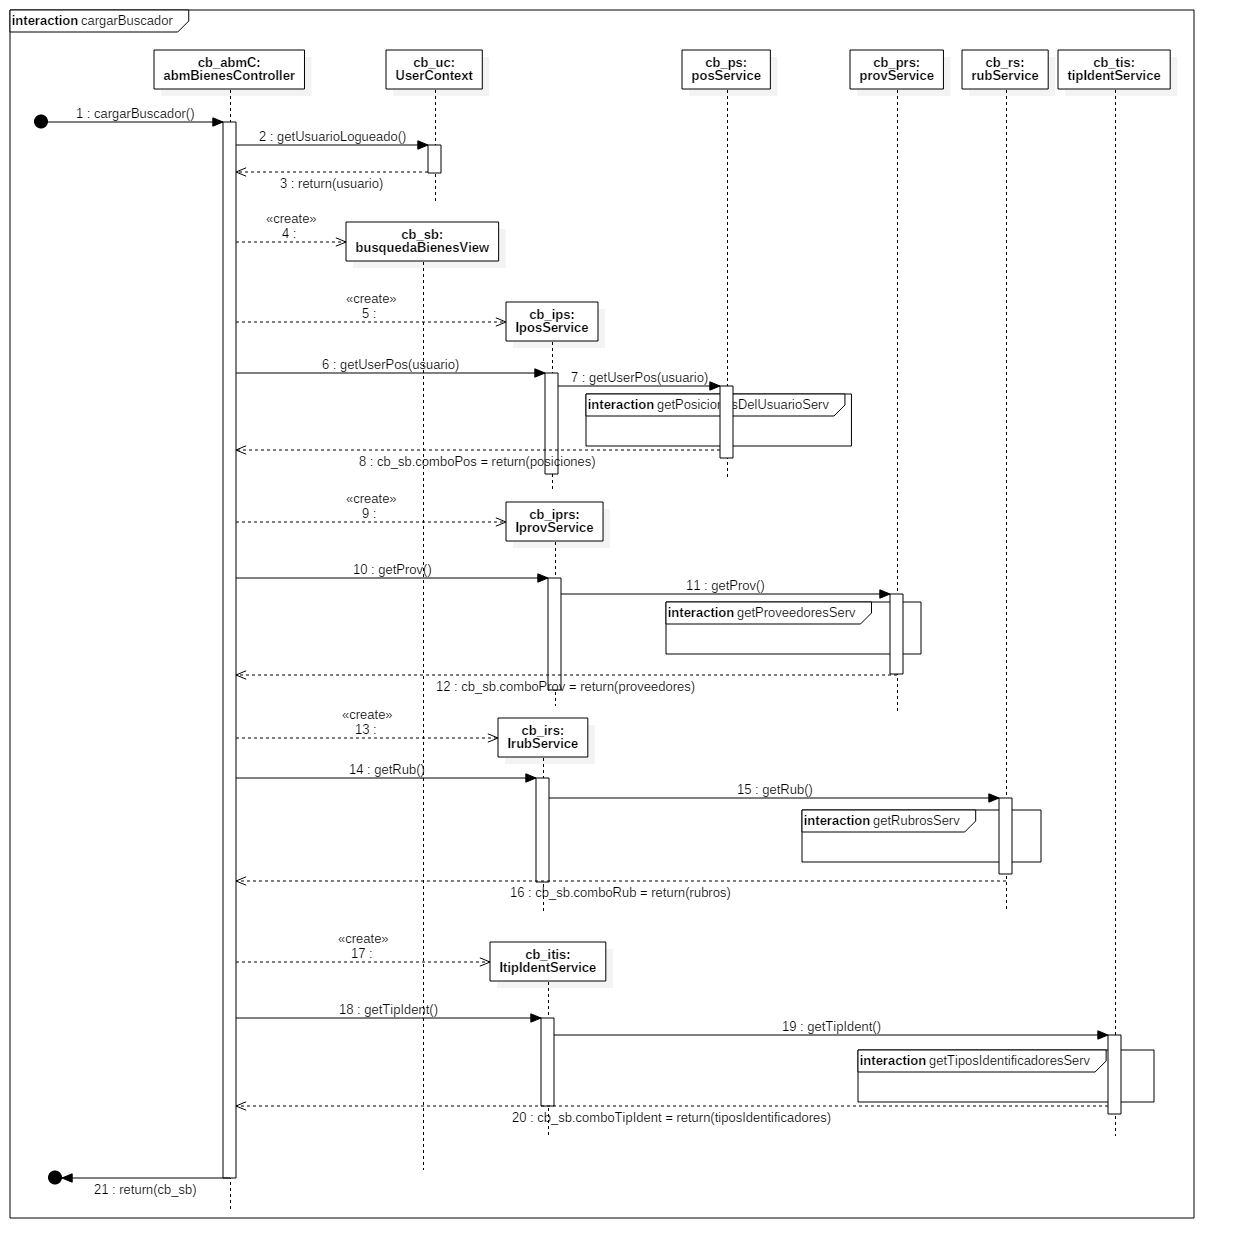 interaction cargarBuscador
cb_abmC:
abmBienesController
cb_uc:
UserContext
cb_ps:
posService
cb_prs:
provService
cb_rs:
rubService
cb_tis:
tipIdentService
1 : cargarBuscador()
2 : getUsuarioLogueado()
3 : return(usuario)
«create»
4 :
cb_sb:
busquedaBienesView
«create»
5 :
cb_ips:
IposService
6 : getUserPos(usuario)
7 : getUserPos(usuario)
interaction getPosicionesDelUsuarioServ
8 : cb_sb.comboPos = return(posiciones)
«create»
9 :
cb_iprs:
IprovService
10 : getProv()
11 : getProv()
interaction getProveedoresServ
12 : cb_sb.comboProv = return(proveedores)
«create»
13 :
cb_irs:
IrubService
14 : getRub()
15 : getRub()
interaction getRubrosServ
16 : cb_sb.comboRub = return(rubros)
«create»
17 :
cb_itis:
ItipIdentService
18 : getTipIdent()
19 : getTipIdent()
interaction getTiposIdentificadoresServ
20 : cb_sb.comboTipIdent = return(tiposIdentificadores)
21 : return(cb_sb)